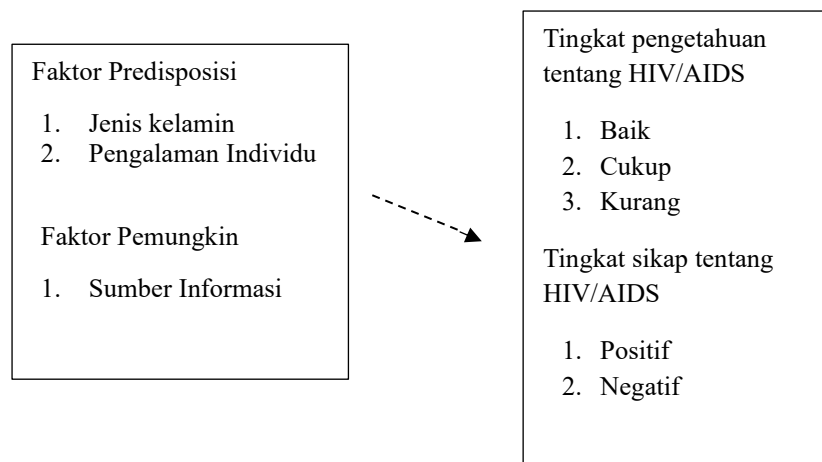 Faktor Predisposisi
1. Jenis kelamin
2. Pengalaman Individu
Faktor Pemungkin
1. Sumber Informasi
Tingkat pengetahuan
tentang HIV/AIDS
1. Baik
2. Cukup
3. Kurang
Tingkat sikap tentang
HIV/AIDS
1. Positif
2. Negatif